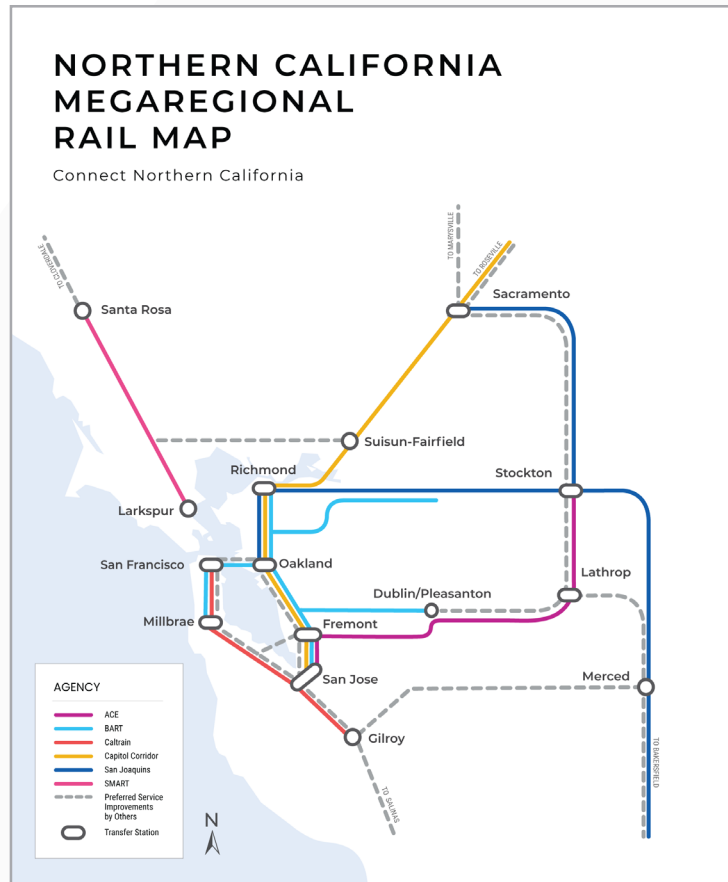 NORTHERN CALIFORNIA
MEGAREGIONAL
RAIL MAP
Connect Northern California
TO CLOVERDALE
TO MARYSVILLE
TO ROSEVILLE
Santa Rosa
Sacramento
Suisun-Fairfield
Richmond
Stockton
Larkspur
San Francisco
Oakland
Lathrop
Dublin/Pleasanton
Millbrae
Fremont
San Jose
Merced
Gilroy
TO BAKERSFIELD
TO SALINAS
AGENCY
ACE
BART
Caltrain
Capitol Corridor
San Joaquins
SMART
Preferred Service
Improvements
by Others
Transfer Station
N